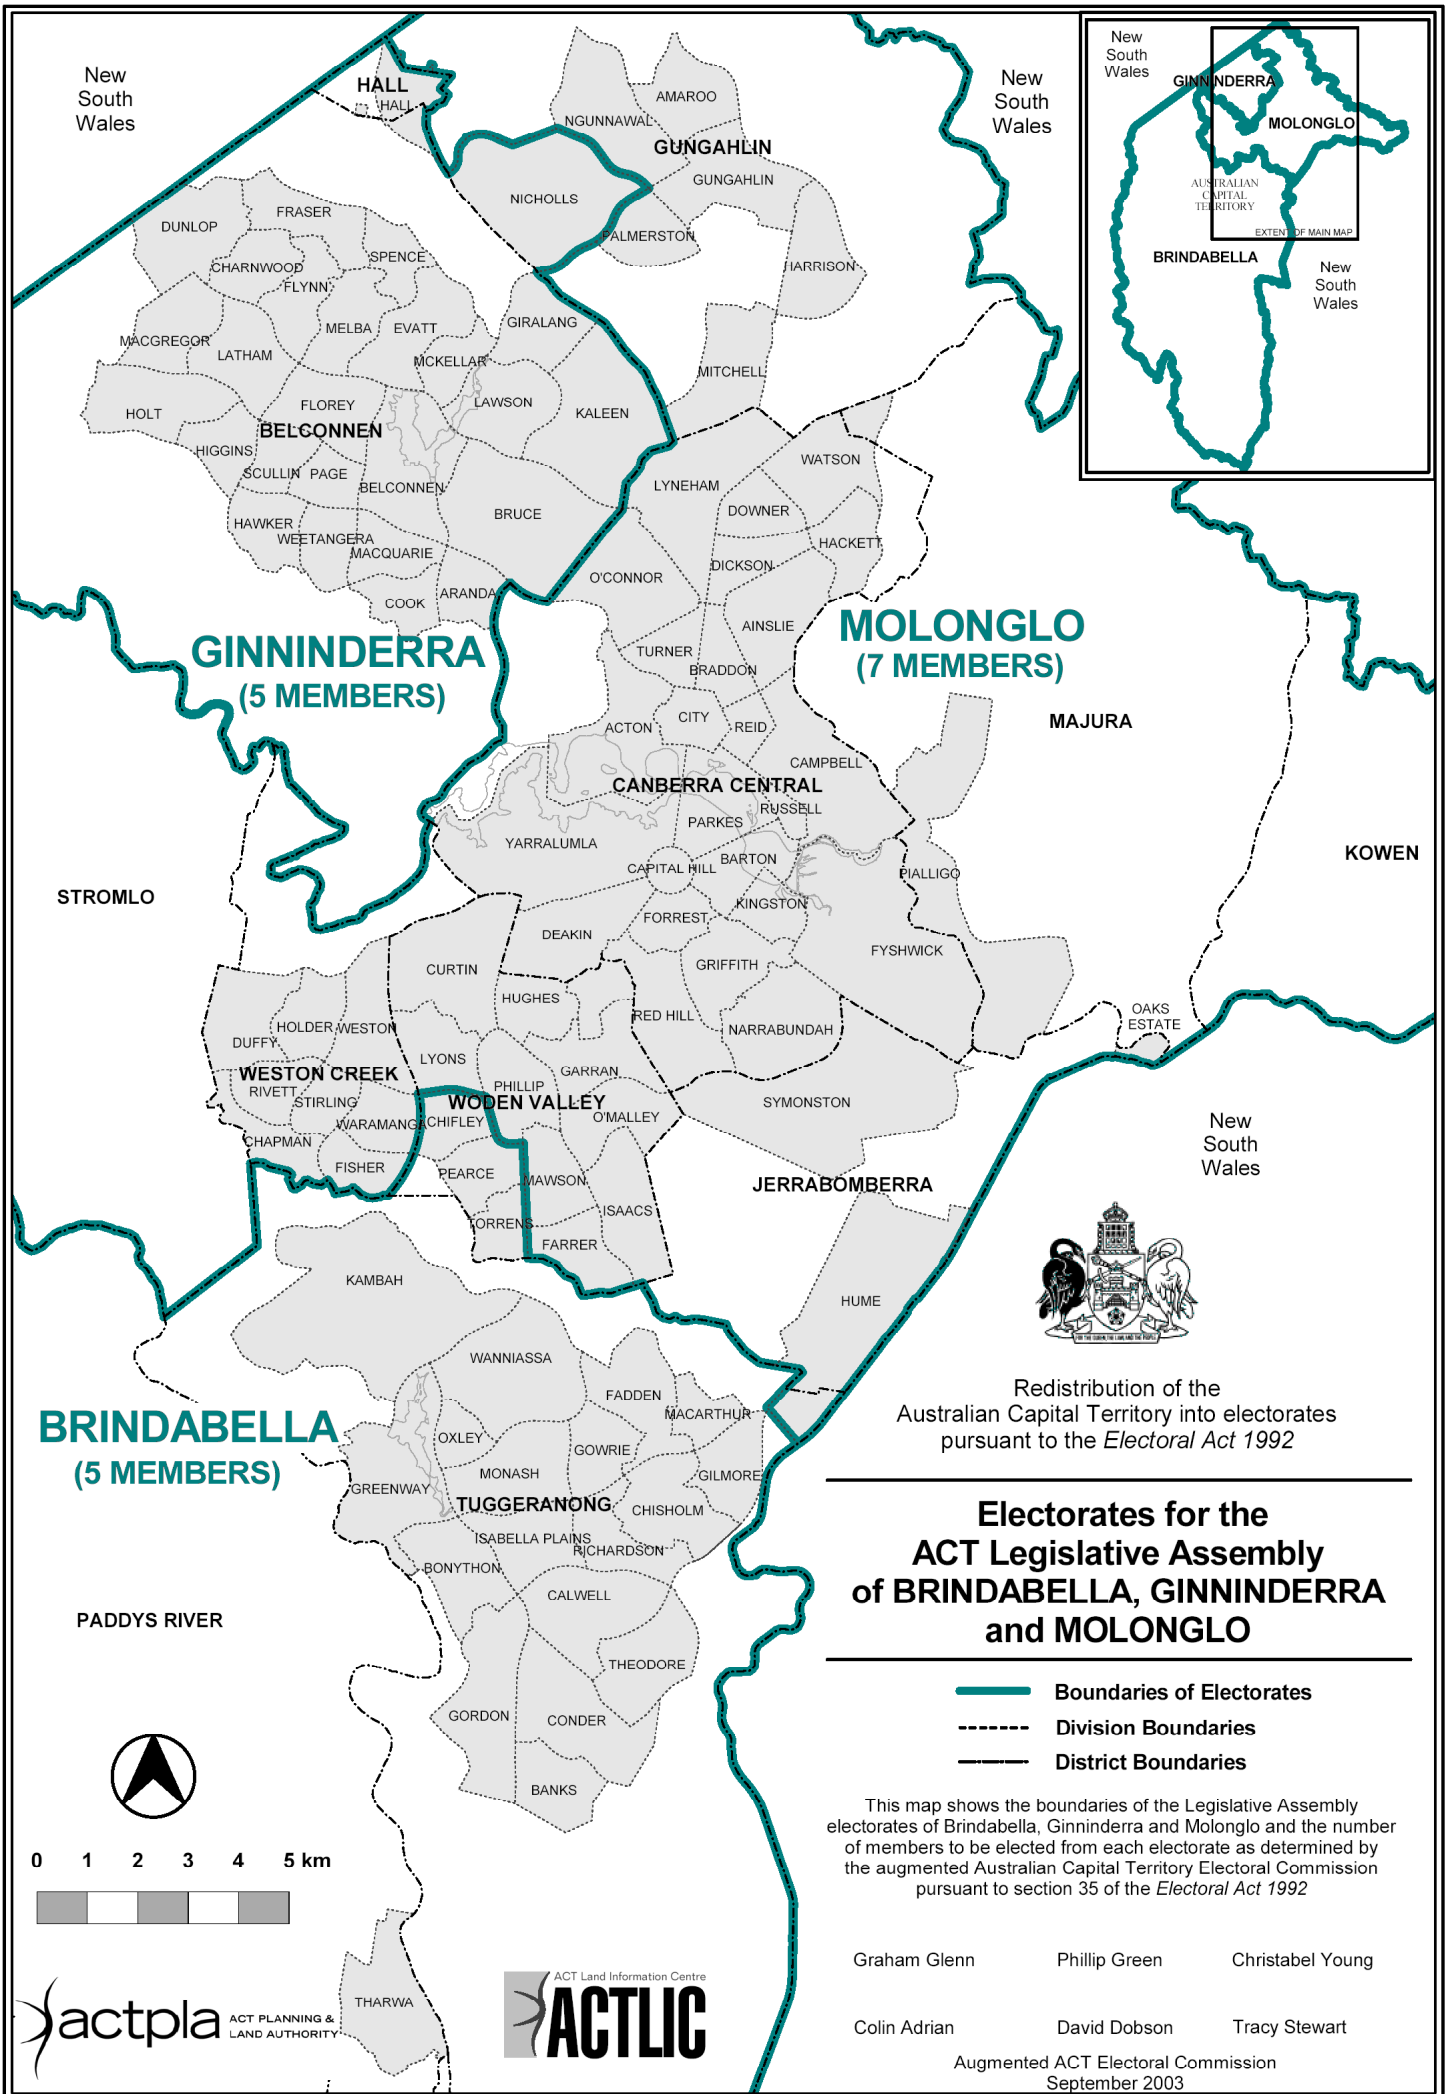 New
South
Wales
HALL
HALL
NGUNNAWAL
AMAROO
GUNGAHLIN
GUNGAHLIN
NICHOLLS
PALMERSTON
HARRISON
MITCHELL
New
South
Wales
New
South
Wales
GINNINDERRA
MOLONGLO
AUSTRALIAN
CAPITAL
TERRITORY
EXTENT OF MAIN MAP
BRINDABELLA
New
South
Wales
DUNLOP
FRASER
SPENCE
CHARNWOOD
FLYNN
MACGREGOR
LATHAM
MELBA
EVATT
MCKELLAR
GIRALANG
LAWSON
KALEEN
HOLT
FLOREY
BELCONNEN
HIGGINS
SCULLIN
PAGE
BELCONNEN
BRUCE
HAWKER
WEETANGERA
MACQUARIE
COOK
ARANDA
GINNINDERRA
(5 MEMBERS)
WATSON
LYNEHAM
DOWNER
HACKETT
DICKSON
O'CONNOR
AINSLIE
TURNER
BRADDON
MOLONGLO
(7 MEMBERS)
MAJURA
KOWEN
ACTON
CITY
REID
CAMPBELL
CANBERRA CENTRAL
RUSSELL
PARKES
YARRALUMLA
CAPITAL HILL
BARTON
KINGSTON
PIALLIGO
FORREST
DEAKIN
GRIFFITH
FYSHWICK
RED HILL
NARRABUNDAH
OAKS
ESTATE
SYMONSTON
STROMLO
CURTIN
HUGHES
HOLDER
WESTON
DUFFY
LYONS
WESTON CREEK
RIVETT
STIRLING
PHILLIP
GARRAN
WODEN VALLEY
WARAMANGA
CHIFLEY
O'MALLEY
CHAPMAN
FISHER
PEARCE
MAWSON
ISAACS
TORRENS
FARRER
JERRABOMBERRA
HUME
New
South
Wales
KAMBAH
WANNIASSA
FADDEN
MACARTHUR
BRINDABELLA
(5 MEMBERS)
OXLEY
GOWRIE
MONASH
GILMORE
GREENWAY
TUGGERANONG
CHISHOLM
ISABELLA PLAINS
RICHARDSON
BONYTHON
CALWELL
PADDYS RIVER
THEODORE
GORDON
CONDER
BANKS
THARWA
FOR THE QUEEN, THE LAW, AND THE PEOPLE
Redistribution of the
Australian Capital Territory into electorates
pursuant to the Electoral Act 1992
Electorates for the
ACT Legislative Assembly
of BRINDABELLA, GINNINDERRA
and MOLONGLO
Boundaries of Electorates
Division Boundaries
District Boundaries
This map shows the boundaries of the Legislative Assembly
electorates of Brindabella, Ginninderra and Molonglo and the number
of members to be elected from each electorate as determined by
the augmented Australian Capital Territory Electoral Commission
pursuant to section 35 of the Electoral Act 1992
Graham Glenn
Phillip Green
Christabel Young
Colin Adrian
David Dobson
Tracy Stewart
Augmented ACT Electoral Commission
September 2003
0 1 2 3 4 5 km
actpla
ACT PLANNING &
LAND AUTHORITY
ACT Land Information Centre
ACTLIC